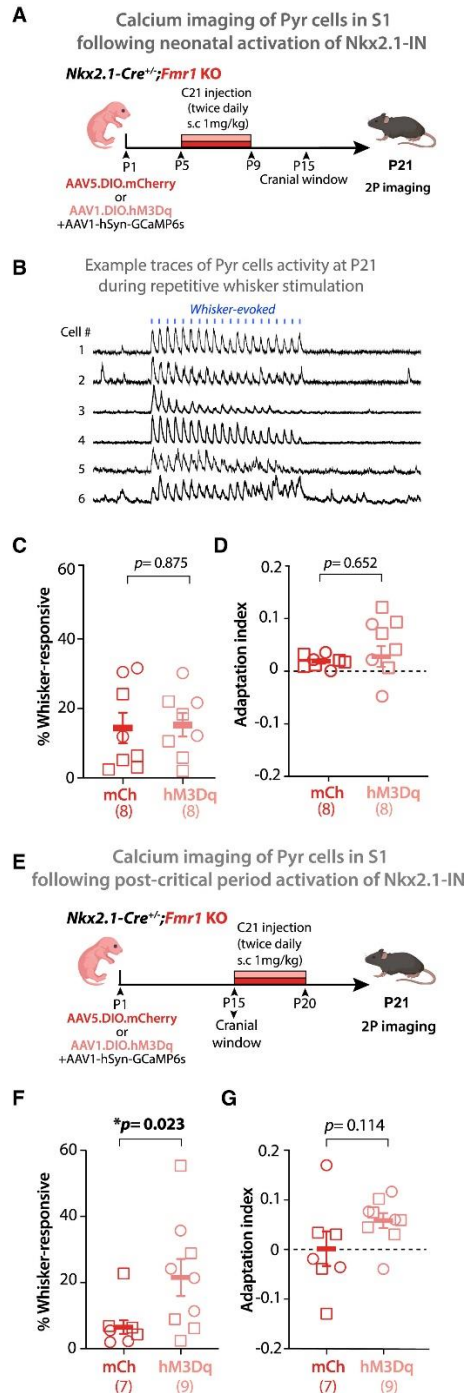 A
Calcium imaging of Pyr cells in S1
following neonatal activation of Nkx2.1-IN
Nkx2.1-Cre+/-;Fmr1 KO
C21 injection
(twice daily
s.c 1mg/kg)
P1
P5
P9
P15
Cranial window
P21
2P imaging
AAV5.DIO.mCherry
or
AAV1.DIO.hM3Dq
+AAV1-hSyn-GCaMP6s
B
Example traces of Pyr cells activity at P21
during repetitive whisker stimulation
Whisker-evoked
Cell #
1
2
3
4
5
6
C
p= 0.875
% Whisker-responsive
60
40
20
0
mCh
(8)
hM3Dq
(8)
D
p= 0.652
Adaptation index
0.2
0.1
0
-0.1
-0.2
mCh
(8)
hM3Dq
(8)
E
Calcium imaging of Pyr cells in S1
following post-critical period activation of Nkx2.1-IN
Nkx2.1-Cre+/-;Fmr1 KO
C21 injection
(twice daily
s.c 1mg/kg)
P1
P15
P20
Cranial
window
P21
2P imaging
AAV5.DIO.mCherry
or
AAV1.DIO.hM3Dq
+AAV1-hSyn-GCaMP6s
F
*p= 0.023
% Whisker-responsive
60
40
20
0
mCh
(7)
hM3Dq
(9)
G
p= 0.114
Adaptation index
0.2
0.1
0
-0.1
-0.2
mCh
(7)
hM3Dq
(9)